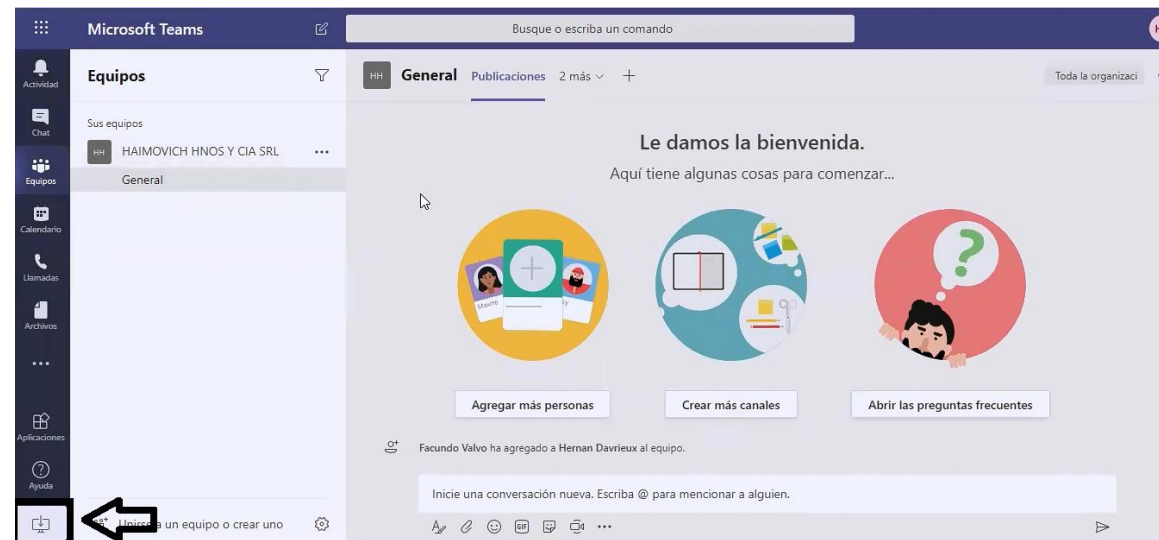 Microsoft Teams
Busque o escriba un comando
Actividad
Chat
Equipos
Calendario
Llamadas
Archivos
Aplicaciones
Ayuda
Equipos
Sus equipos
HH HAIMOVICH HNOS Y CIA SRL
General
a un equipo o crear uno
HH General Publicaciones 2 más
Toda la organizaci
Le damos la bienvenida.
Aquí tiene algunas cosas para comenzar...
Maxine
Agregar más personas
Crear más canales
Abrir las preguntas frecuentes
Facundo Valvo ha agregado a Hernan Davrieux al equipo.
Inicie una conversación nueva. Escriba @ para mencionar a alguien.
GIF